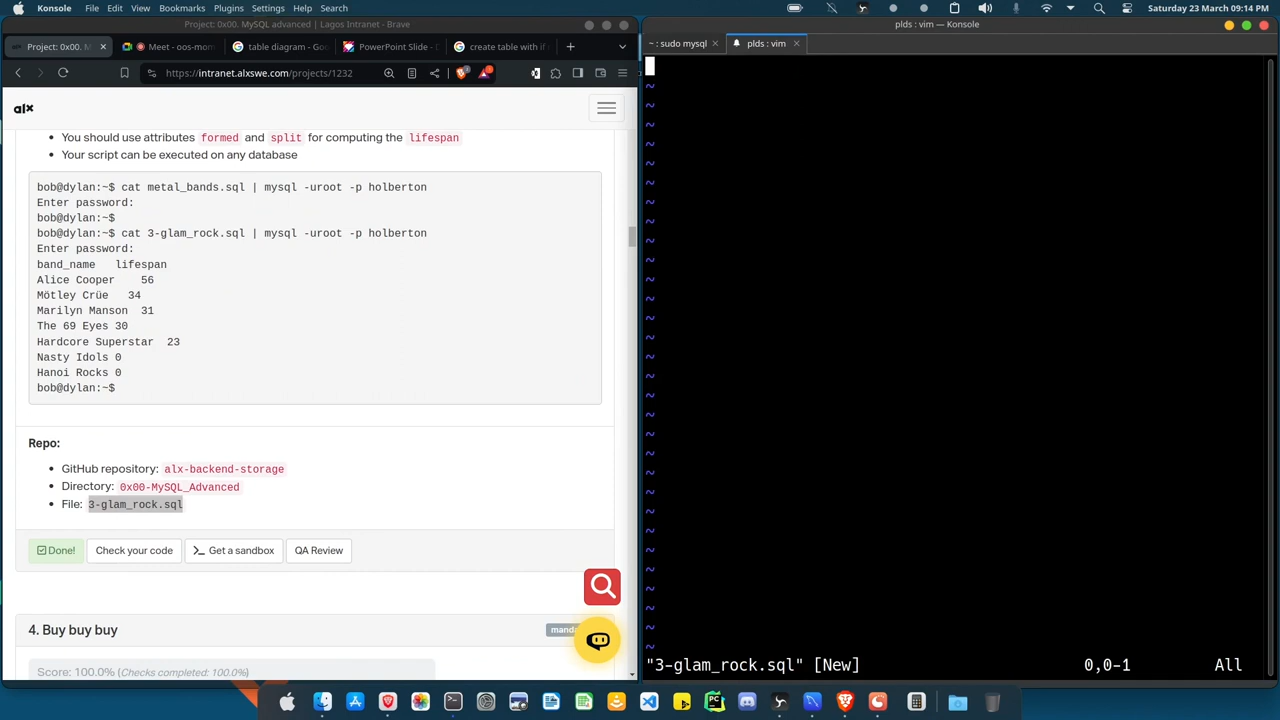 Konsole File Edit View Bookmarks Plugins Settings Help Search
Saturday 23 March 09:14 PM
Project: 0x00. MySQL advanced | Lagos Intranet - Brave
plds : vim — Konsole
Project: 0x00. M
Meet - oos-mom
table diagram - Goo
PowerPoint Slide -
create table with if
~ : sudo mysql
plds : vim
https://intranet.alxswe.com/projects/1232
alx
You should use attributes formed and split for computing the lifespan
Your script can be executed on any database
bob@dylan:~$ cat metal_bands.sql | mysql -uroot -p holberton
Enter password:
bob@dylan:~$
bob@dylan:~$ cat 3-glam_rock.sql | mysql -uroot -p holberton
Enter password:
band_name lifespan
Alice Cooper 56
Mötley Crüe 34
Marilyn Manson 31
The 69 Eyes 30
Hardcore Superstar 23
Nasty Idols 0
Hanoi Rocks 0
bob@dylan:~$
Repo:
GitHub repository: alx-backend-storage
Directory: 0x00-MySQL_Advanced
File: 3-glam_rock.sql
Done! Check your code Get a sandbox QA Review
4. Buy buy buy
Score: 100.0% (Checks completed: 100.0%)
"3-glam_rock.sql" [New] 0,0-1 All